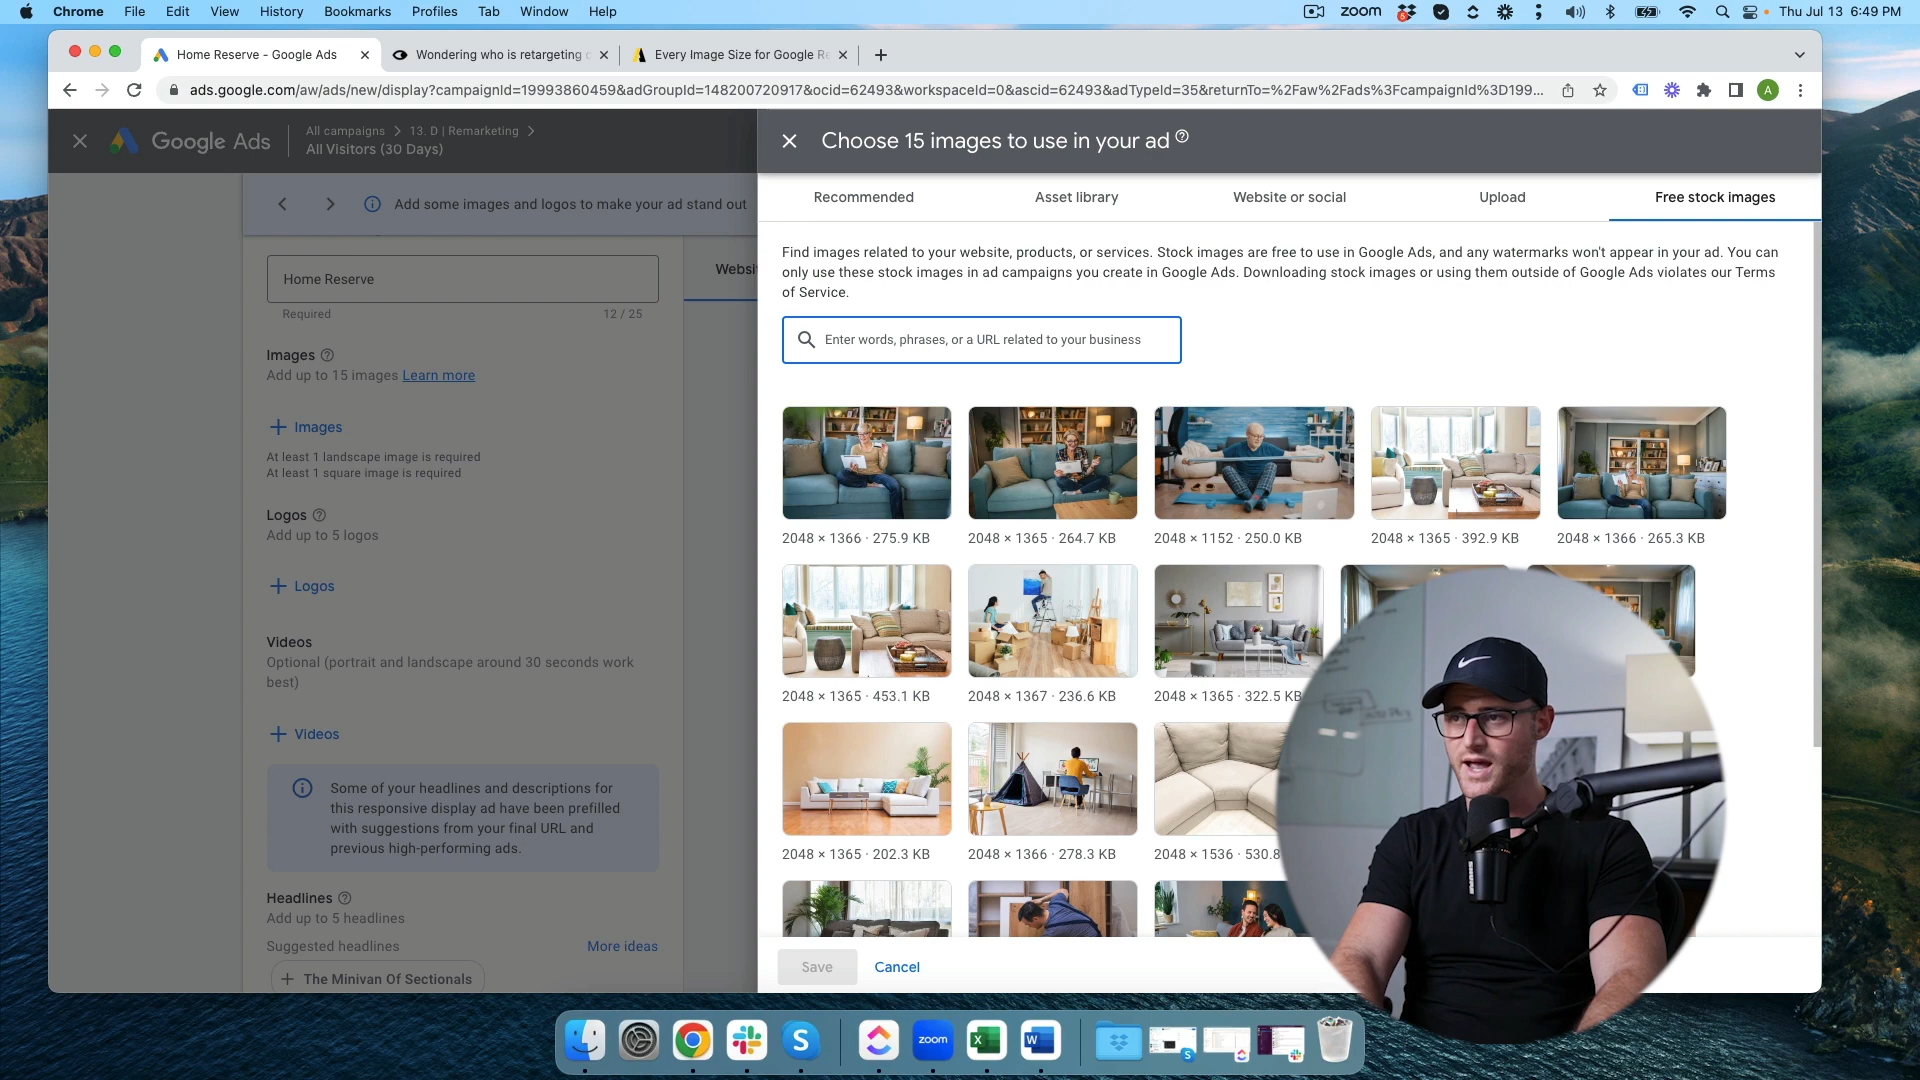 Chrome File Edit View History Bookmarks Profiles Tab Window Help
zoom
5
Thu Jul 13 6:49 PM
Home Reserve - Google Ads
Wondering who is retargeting
Every Image Size for Google Re
ads.google.com/aw/ads/new/display?campaignId=19993860459&adGroupId=148200720917&ocid=62493&workspaceId=0&ascid=62493&adTypeId=35&returnTo=%2Faw%2Fads%3FcampaignId%3D199...
A
Google Ads
All campaigns > 13. D | Remarketing >
All Visitors (30 Days)
Choose 15 images to use in your ad
Add some images and logos to make your ad stand out
Home Reserve
Required
12 / 25
Websi
Images
Add up to 15 images Learn more
+ Images
At least 1 landscape image is required
At least 1 square image is required
Logos
Add up to 5 logos
+ Logos
Videos
Optional (portrait and landscape around 30 seconds work
best)
+ Videos
Some of your headlines and descriptions for
this responsive display ad have been prefilled
with suggestions from your final URL and
previous high-performing ads.
Headlines
Add up to 5 headlines
Suggested headlines
More ideas
+ The Minivan Of Sectionals
Recommended
Asset library
Website or social
Upload
Free stock images
Find images related to your website, products, or services. Stock images are free to use in Google Ads, and any watermarks won't appear in your ad. You can
only use these stock images in ad campaigns you create in Google Ads. Downloading stock images or using them outside of Google Ads violates our Terms
of Service.
Enter words, phrases, or a URL related to your business
2048 × 1366 · 275.9 KB
2048 × 1365 · 264.7 KB
2048 × 1152 · 250.0 KB
2048 × 1365 · 392.9 KB
2048 × 1366 · 265.3 KB
2048 × 1365 · 453.1 KB
2048 × 1367 · 236.6 KB
2048 × 1365 · 322.5 KB
2048 × 1365 · 202.3 KB
2048 × 1366 · 278.3 KB
2048 × 1536 · 530.8
Save
Cancel
S
zoom
X
W
S